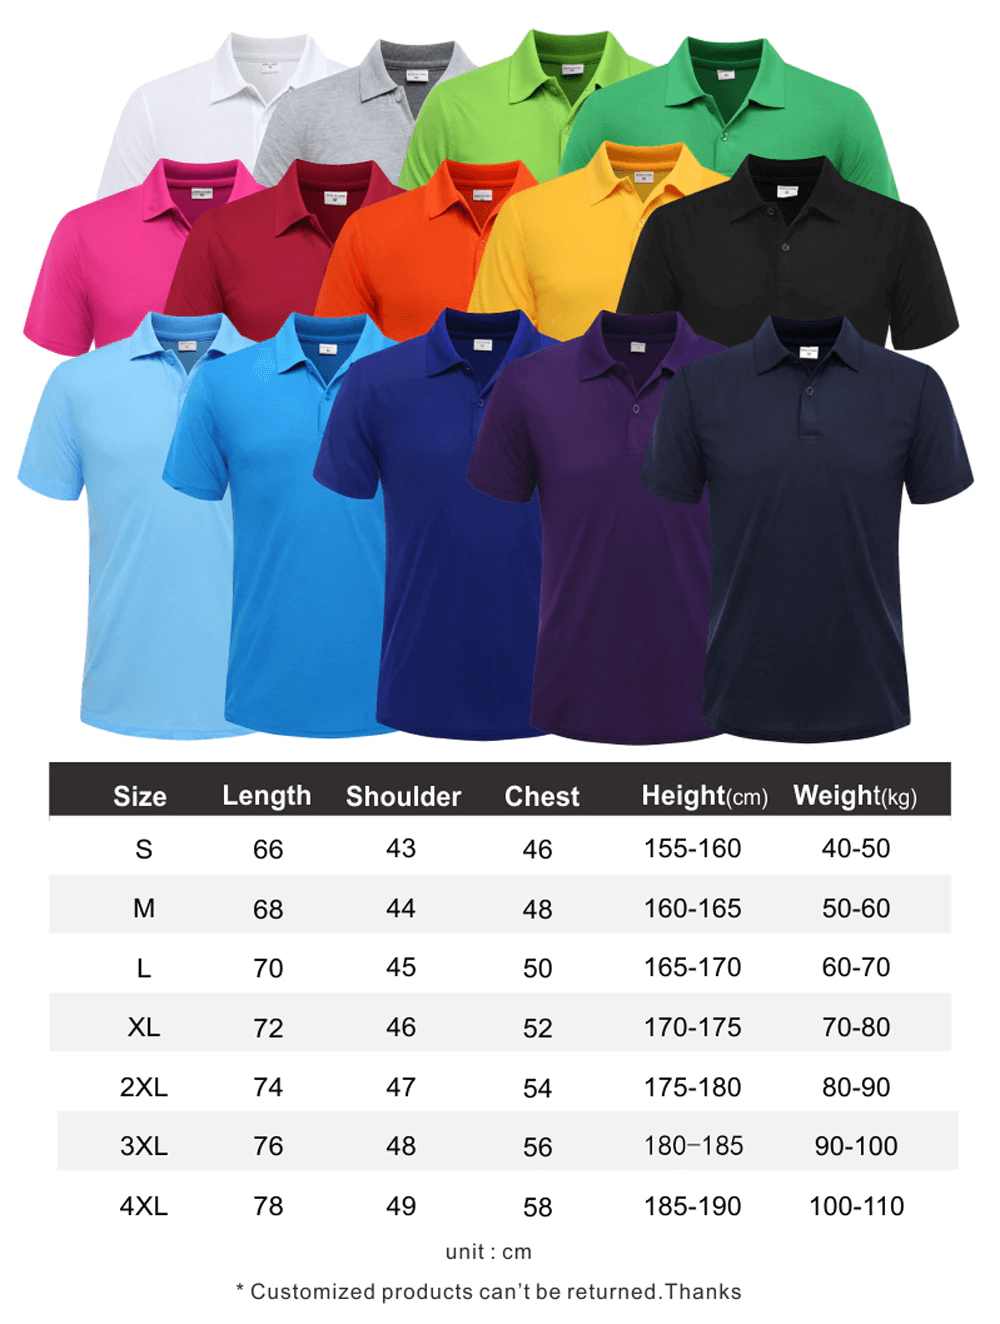 Size Length Shoulder Chest Height(cm) Weight(kg)
S 66 43 46 155-160 40-50
M 68 44 48 160-165 50-60
L 70 45 50 165-170 60-70
XL 72 46 52 170-175 70-80
2XL 74 47 54 175-180 80-90
3XL 76 48 56 180-185 90-100
4XL 78 49 58 185-190 100-110
unit : cm
* Customized products can’t be returned.Thanks